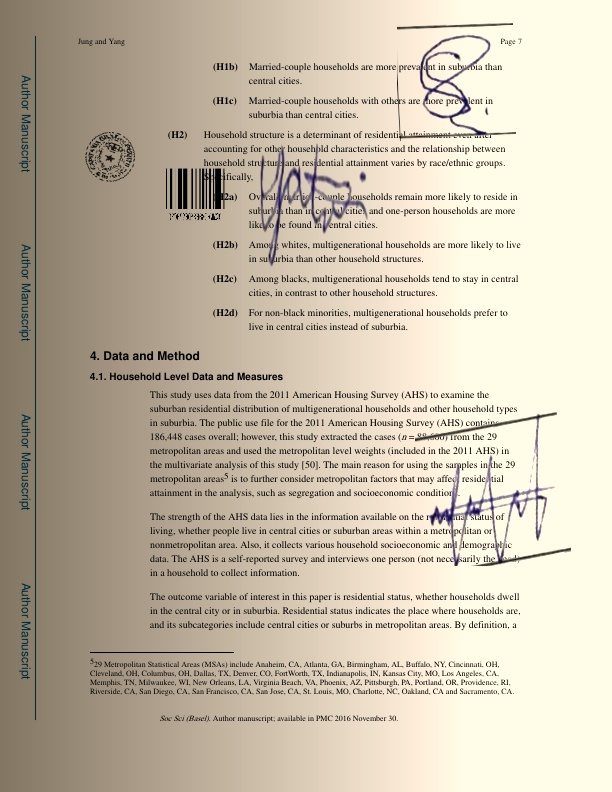 Jung and Yang
Page 7
(H1b) Married-couple households are more prevalent in suburbia than
central cities.
(H1c) Married-couple households with others are more prevalent in
suburbia than central cities.
(H2) Household structure is a determinant of residential attainment even after
accounting for other household characteristics and the relationship between
household structure and residential attainment varies by race/ethnic groups.
Specifically,
(H2a) Overall, married-couple households remain more likely to reside in
suburbia than in central cities and one-person households are more
likely to be found in central cities.
(H2b) Among whites, multigenerational households are more likely to live
in suburbia than other household structures.
(H2c) Among blacks, multigenerational households tend to stay in central
cities, in contrast to other household structures.
(H2d) For non-black minorities, multigenerational households prefer to
live in central cities instead of suburbia.
4. Data and Method
4.1. Household Level Data and Measures
This study uses data from the 2011 American Housing Survey (AHS) to examine the
suburban residential distribution of multigenerational households and other household types
in suburbia. The public use file for the 2011 American Housing Survey (AHS) contains
186,448 cases overall; however, this study extracted the cases (n = from the 29
metropolitan areas and used the metropolitan level weights (included in the 2011 AHS) in
the multivariate analysis of this study [50]. The main reason for using the samples in the 29
metropolitan areas5 is to further consider metropolitan factors that may affect residential
attainment in the analysis, such as segregation and socioeconomic conditions.
The strength of the AHS data lies in the information available on the residential status of
living, whether people live in central cities or suburban areas within a metropolitan or
nonmetropolitan area. Also, it collects various household socioeconomic and demographic
data. The AHS is a self-reported survey and interviews one person (not necessarily the head)
in a household to collect information.
The outcome variable of interest in this paper is residential status, whether households dwell
in the central city or in suburbia. Residential status indicates the place where households are,
and its subcategories include central cities or suburbs in metropolitan areas. By definition, a
529 Metropolitan Statistical Areas (MSAs) include Anaheim, CA, Atlanta, GA, Birmingham, AL, Buffalo, NY, Cincinnati, OH,
Cleveland, OH, Columbus, OH, Dallas, TX, Denver, CO, FortWorth, TX, Indianapolis, IN, Kansas City, MO, Los Angeles, CA,
Memphis, TN, Milwankee, WI, New Orleans, LA, Virginia Beach, VA, Phoenix, AZ, Pittsburgh, PA, Portland, OR, Providence, RI,
Riverside, CA, San Diego, CA, San Francisco, CA, San Jose, CA, St. Louis, MO, Charlotte, NC, Oakland, CA and Sacramento, CA.
Soc Sci (Basel). Author manuscript; available in PMC 2016 November 30.
Author Manuscript
Author Manuscript
Author Manuscript
Author Manuscript